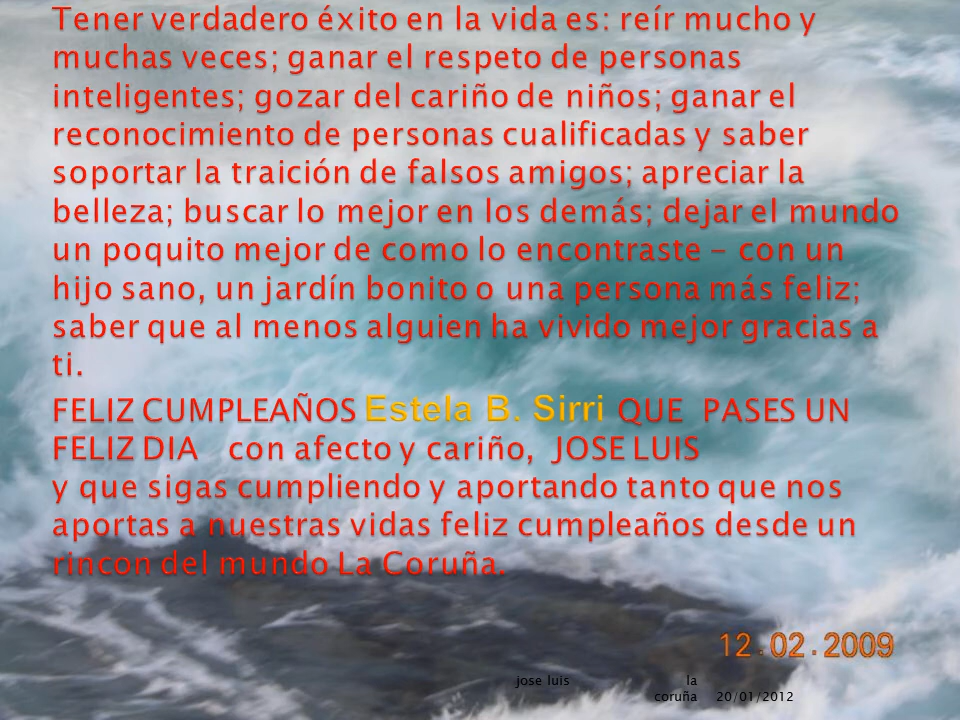 Tener verdadero éxito en la vida es: reír mucho y
muchas veces; ganar el respeto de personas
inteligentes; gozar del cariño de niños; ganar el
reconocimiento de personas cualificadas y saber
soportar la traición de falsos amigos; apreciar la
belleza; buscar lo mejor en los demás; dejar el mundo
un poquito mejor de como lo encontraste - con un
hijo sano, un jardín bonito o una persona más feliz;
saber que al menos alguien ha vivido mejor gracias a
ti.
FELIZ CUMPLEAÑOS Estela B. Sirri QUE PASES UN
FELIZ DIA con afecto y cariño, JOSE LUIS
y que sigas cumpliendo y aportando tanto que nos
aportas a nuestras vidas feliz cumpleaños desde un
rincon del mundo La Coruña.
12.02.2009
jose luis la
coruña 20/01/2012